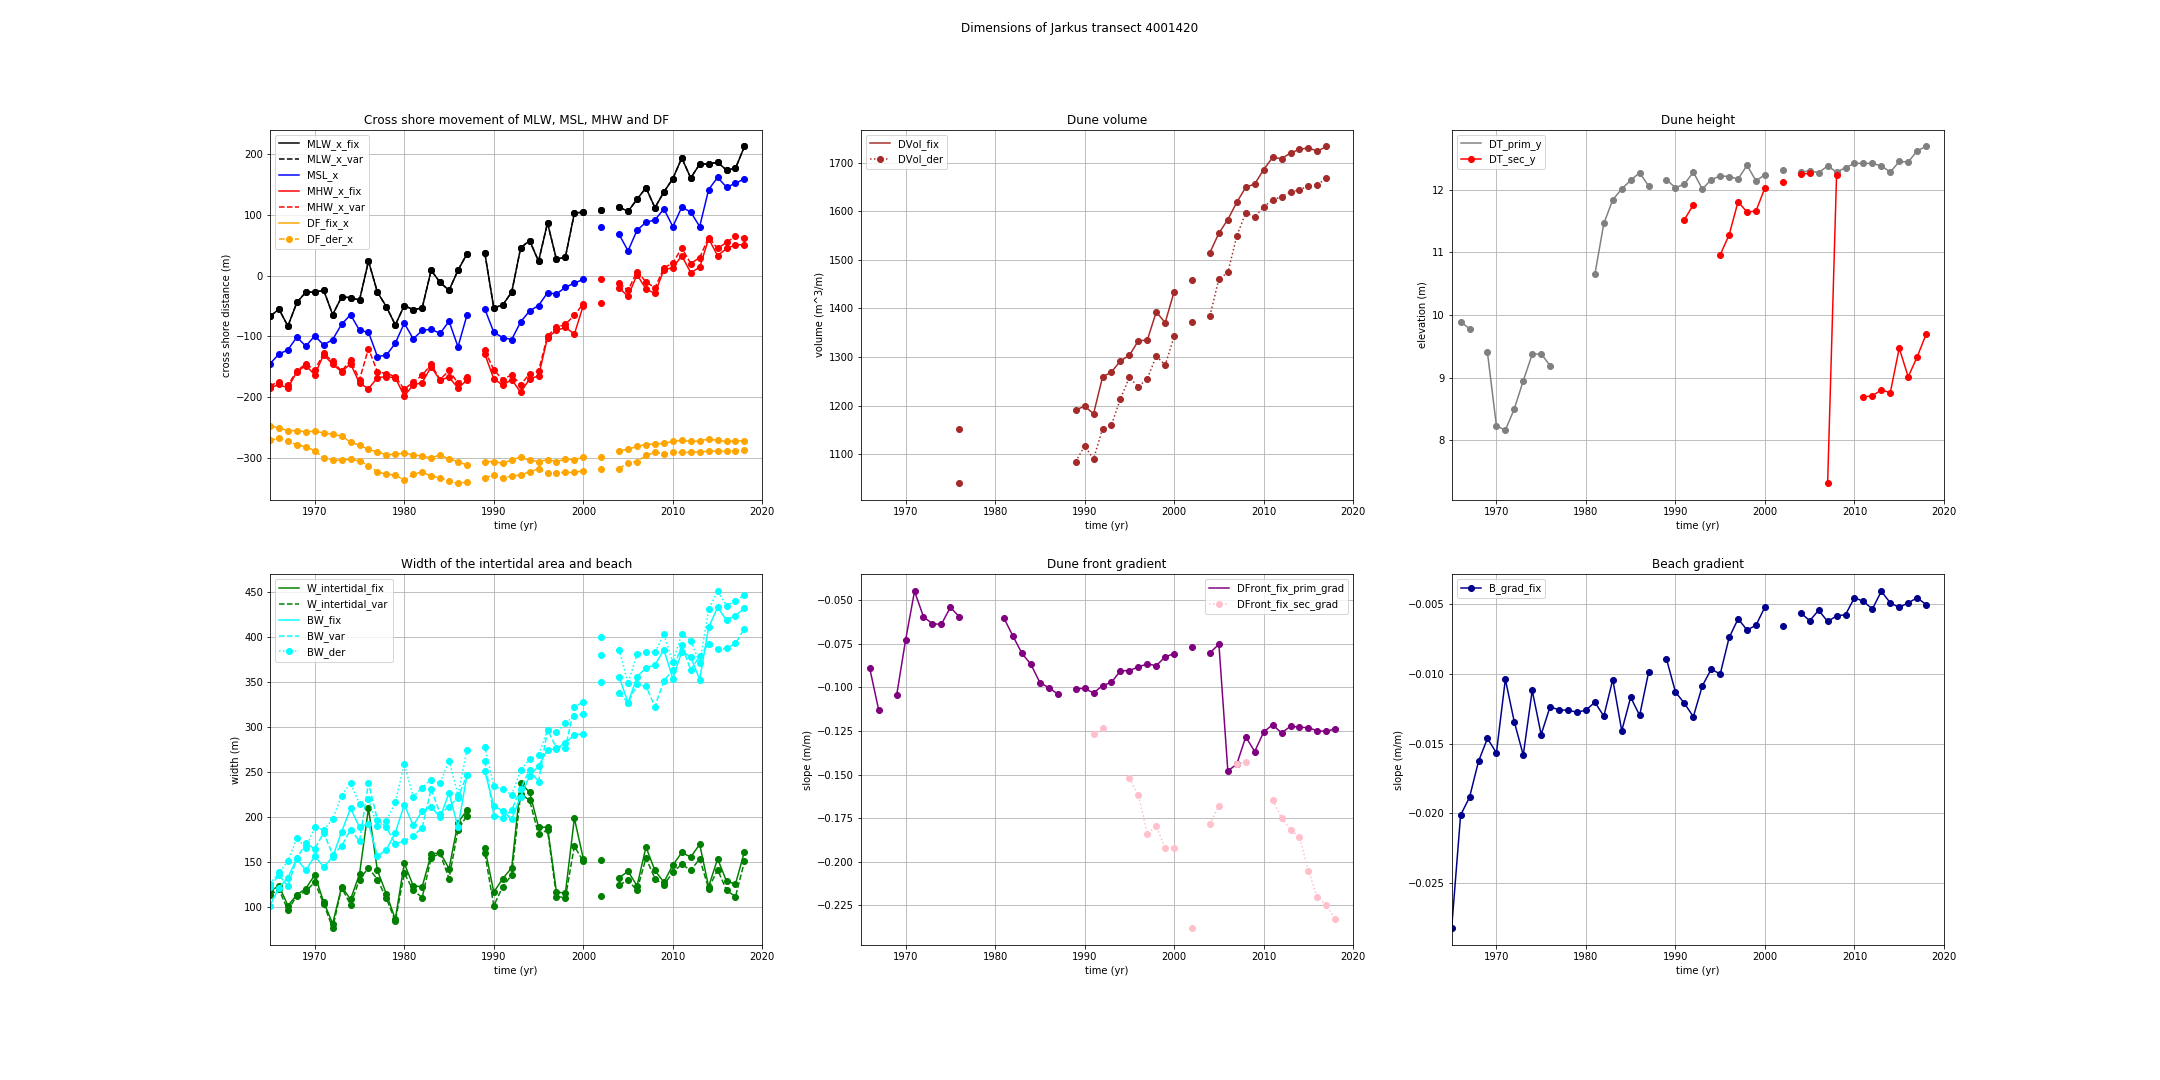 Dimensions of Jarkus transect 4001420
Cross shore movement of MLW, MSL, MHW and DF
MLW_x_fix
MLW_x_var
MSL_x
MHW_x_fix
MHW_x_var
DF_fix_x
DF_der_x
cross shore distance (m)
200
100
0
−100
−200
−300
1970
1980
1990
2000
2010
2020
time (yr)
Dune volume
DVol_fix
DVol_der
volume (m^3/m)
1700
1600
1500
1400
1300
1200
1100
1970
1980
1990
2000
2010
2020
time (yr)
Dune height
DT_prim_y
DT_sec_y
elevation (m)
12
11
10
9
8
1970
1980
1990
2000
2010
2020
time (yr)
Width of the intertidal area and beach
W_intertidal_fix
W_intertidal_var
BW_fix
BW_var
BW_der
width (m)
450
400
350
300
250
200
150
100
1970
1980
1990
2000
2010
2020
time (yr)
Dune front gradient
DFront_fix_prim_grad
DFront_fix_sec_grad
slope (m/m)
−0.050
−0.075
−0.100
−0.125
−0.150
−0.175
−0.200
−0.225
1970
1980
1990
2000
2010
2020
time (yr)
Beach gradient
B_grad_fix
slope (m/m)
−0.005
−0.010
−0.015
−0.020
−0.025
1970
1980
1990
2000
2010
2020
time (yr)